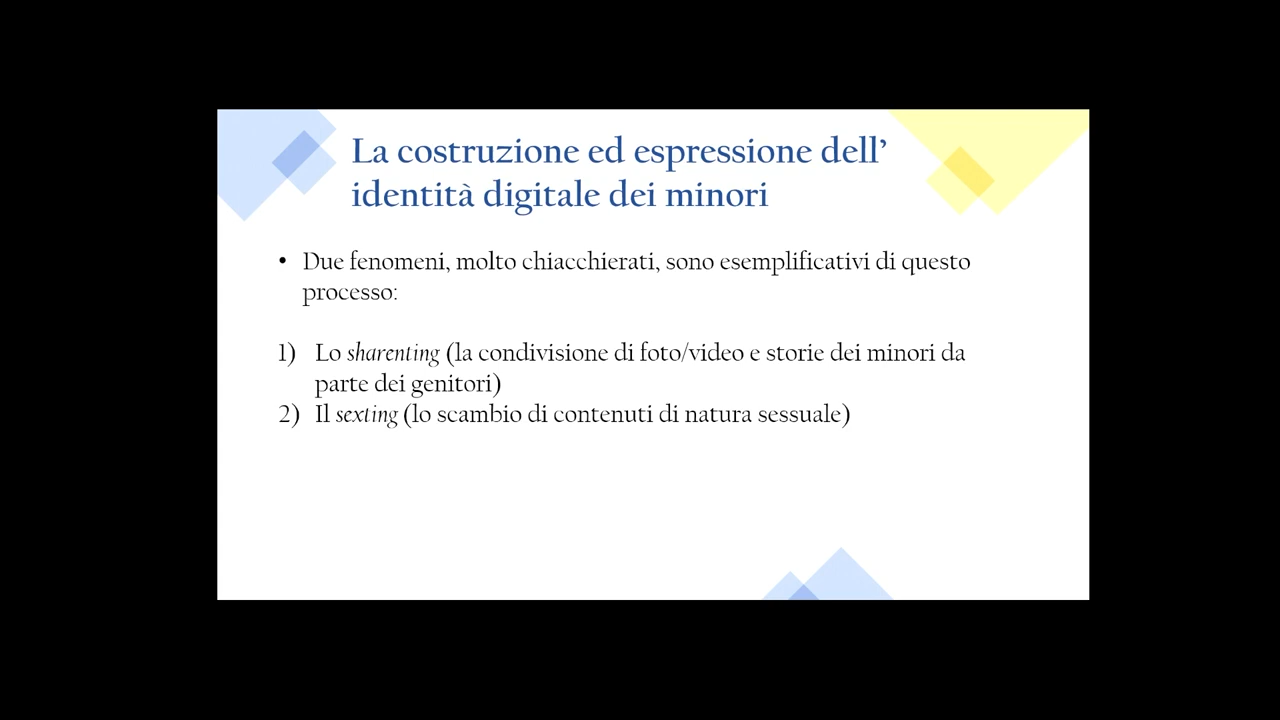 La costruzione ed espressione dell’
identità digitale dei minori
• Due fenomeni, molto chiacchierati, sono esemplificativi di questo
processo:
1) Lo sharenting (la condivisione di foto/video e storie dei minori da
parte dei genitori)
2) Il sexting (lo scambio di contenuti di natura sessuale)